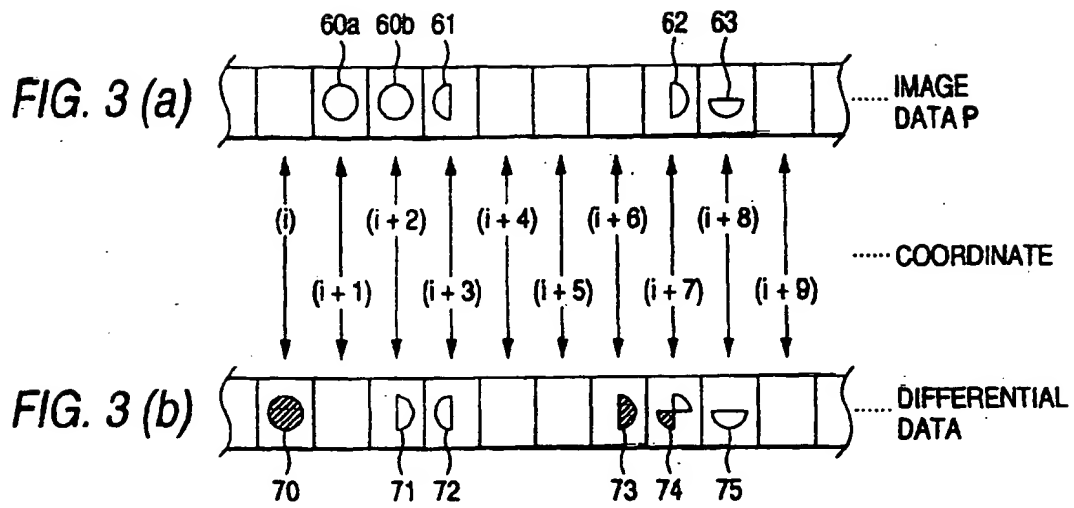 60a 60b 61 62 63
FIG. 3 (a)
IMAGE
DATA P
(i) (i + 2) (i + 4) (i + 6) (i + 8)
COORDINATE
(i + 1) (i + 3) (i + 5) (i + 7) (i + 9)
FIG. 3 (b)
DIFFERENTIAL
DATA
70 71 72 73 74 75